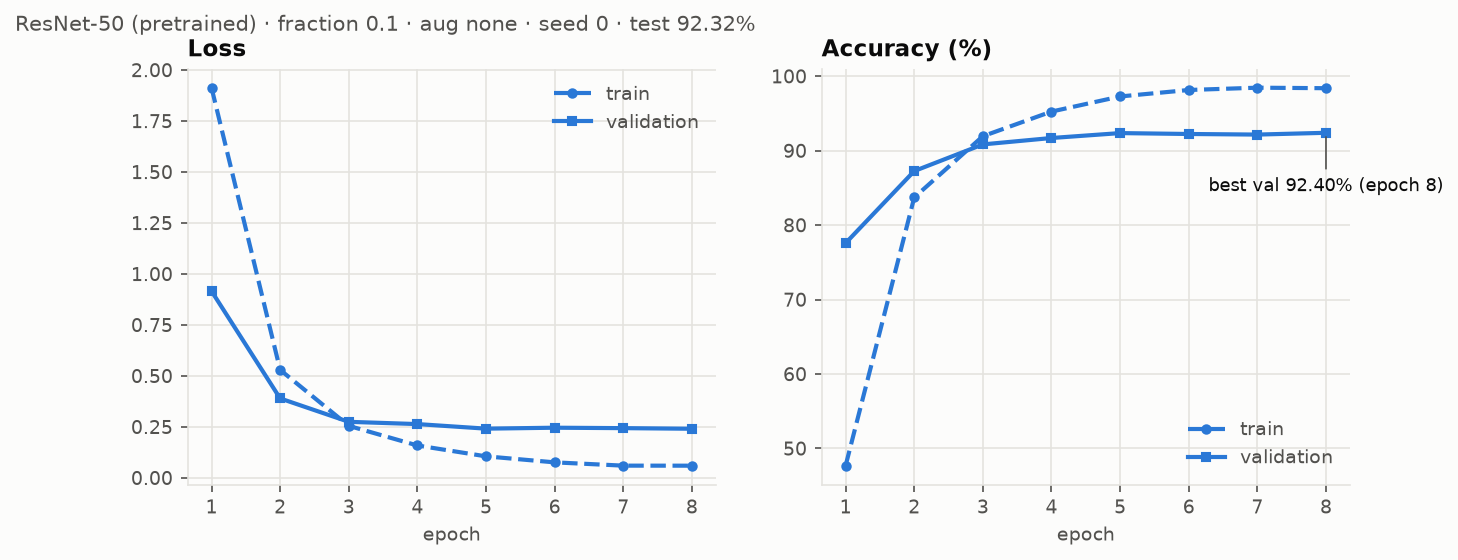 ResNet-50 (pretrained) · fraction 0.1 · aug none · seed 0 · test 92.32%
Loss
2.00
1.75
1.50
1.25
1.00
0.75
0.50
0.25
0.00
train
validation
1 2 3 4 5 6 7 8
epoch
Accuracy (%)
100
90
80
70
60
50
best val 92.40% (epoch 8)
train
validation
1 2 3 4 5 6 7 8
epoch